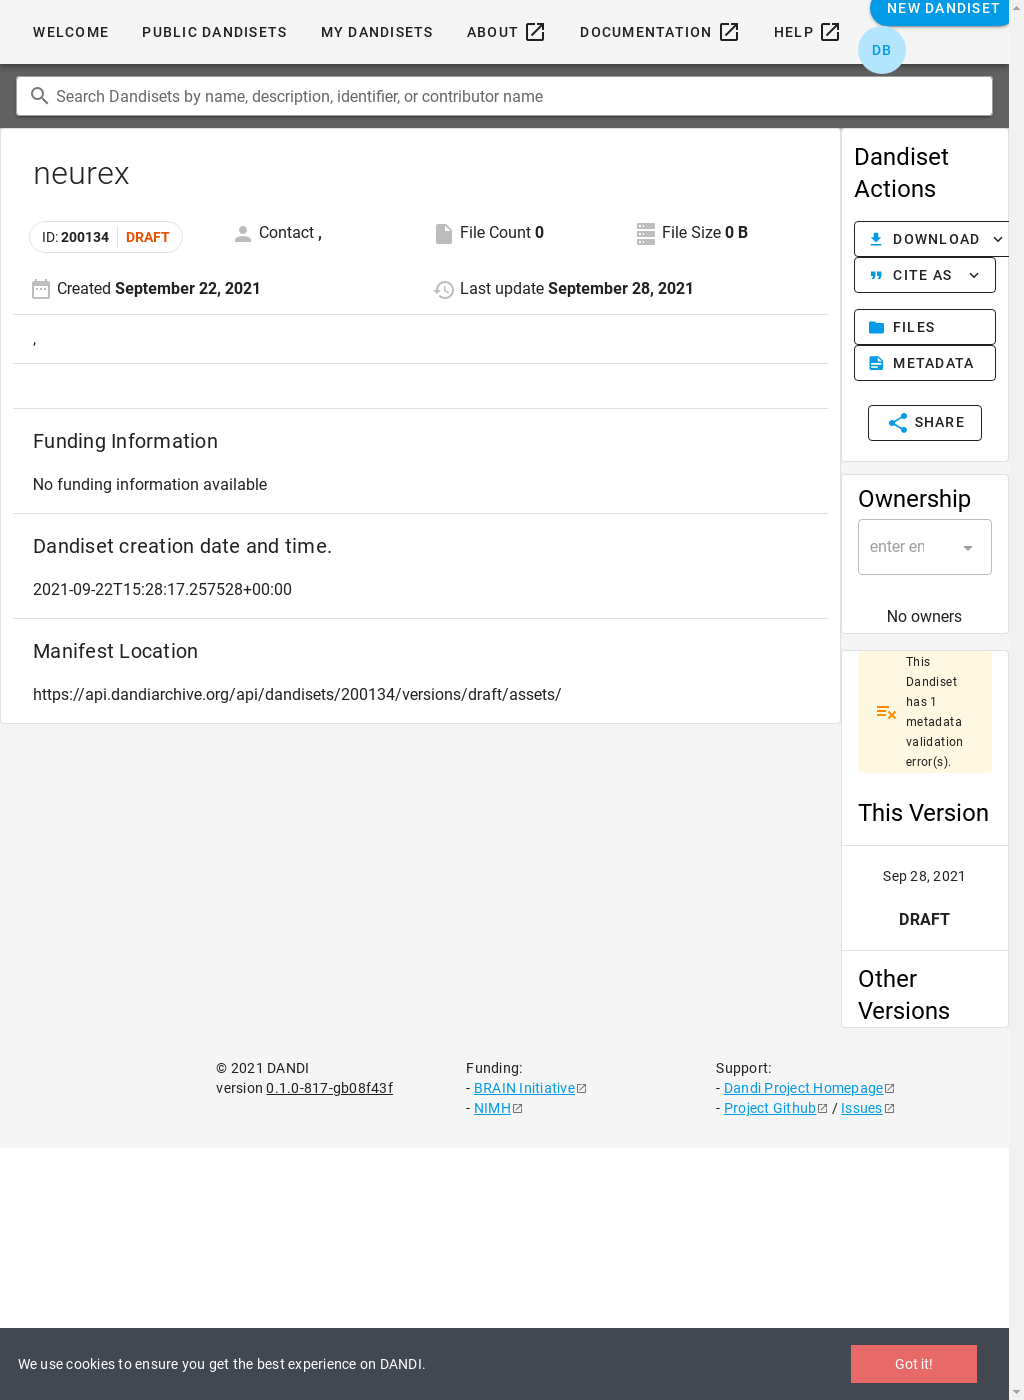 WELCOME PUBLIC DANDISETS MY DANDISETS ABOUT DOCUMENTATION HELP NEW DANDISET
DB
Search Dandisets by name, description, identifier, or contributor name
neurex
ID: 200134 DRAFT Contact , File Count 0 File Size 0 B
Created September 22, 2021 Last update September 28, 2021
,
Funding Information
No funding information available
Dandiset creation date and time.
2021-09-22T15:28:17.257528+00:00
Manifest Location
https://api.dandiarchive.org/api/dandisets/200134/versions/draft/assets/
Dandiset
Actions
DOWNLOAD
CITE AS
FILES
METADATA
SHARE
Ownership
enter en
No owners
This
Dandiset
has 1
metadata
validation
error(s).
This Version
Sep 28, 2021
DRAFT
Other
Versions
© 2021 DANDI
version 0.1.0-817-gb08f43f
Funding:
- BRAIN Initiative
- NIMH
Support:
- Dandi Project Homepage
- Project Github / Issues
We use cookies to ensure you get the best experience on DANDI.
Got it!